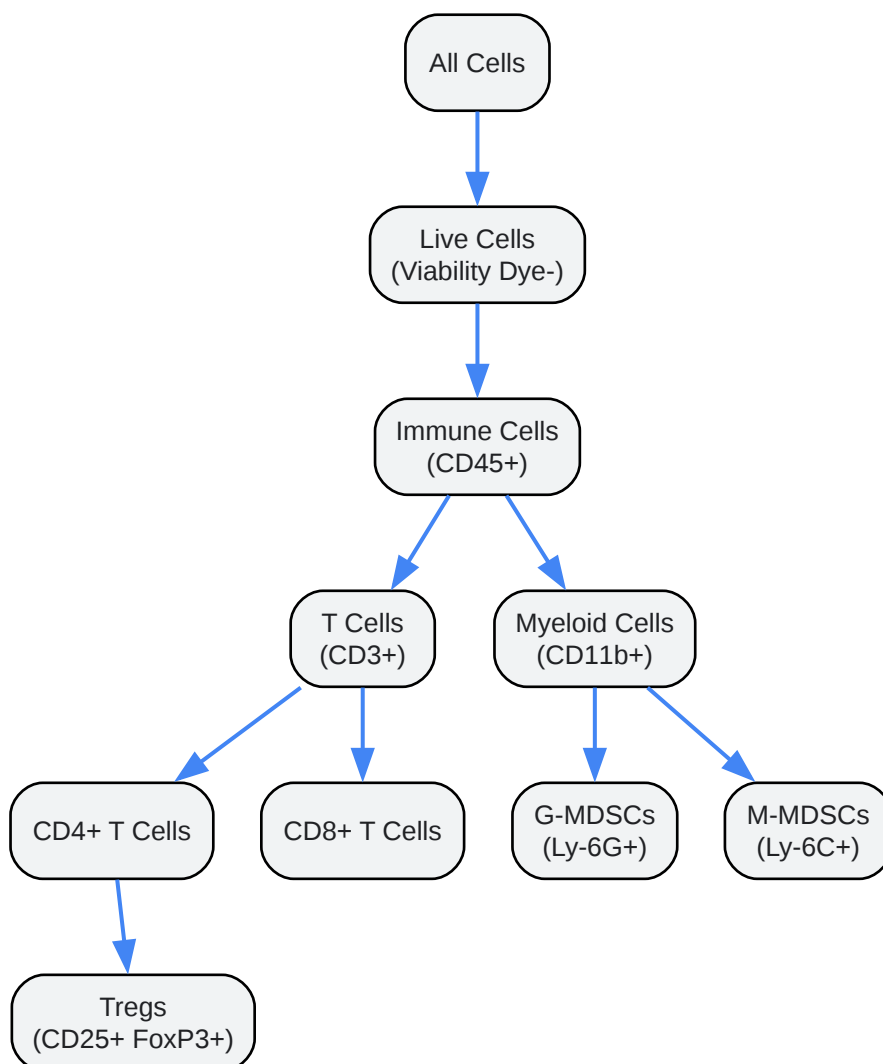 All Cells
Live Cells
(Viability Dye-)
Immune Cells
(CD45+)
T Cells
(CD3+)
Myeloid Cells
(CD11b+)
CD4+ T Cells
CD8+ T Cells
G-MDSCs
(Ly-6G+)
M-MDSCs
(Ly-6C+)
Tregs
(CD25+ FoxP3+)